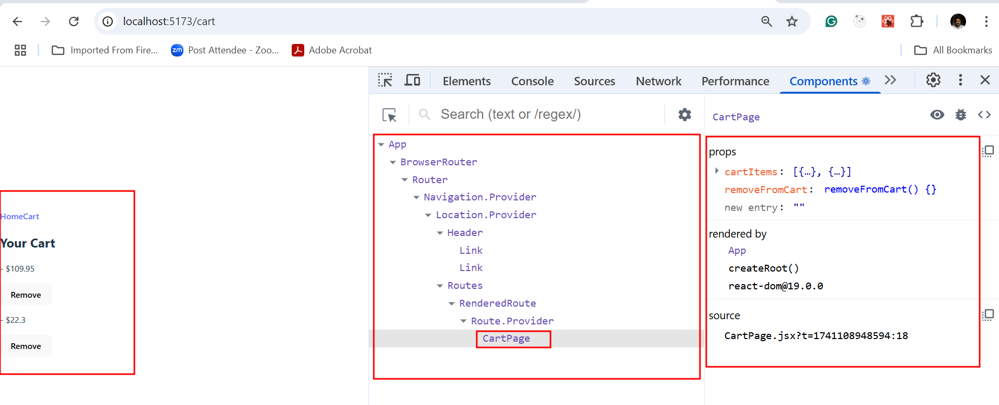 localhost:5173/cart
Imported From Fire...
zm
Post Attendee - Zoo...
Adobe Acrobat
All Bookmarks
Elements
Console
Sources
Network
Performance
Components
Search (text or /regex/)
CartPage
HomeCart
Your Cart
- $109.95
Remove
- $22.3
Remove
App
BrowserRouter
Router
Navigation.Provider
Location.Provider
Header
Link
Link
Routes
RenderedRoute
Route.Provider
CartPage
props
cartItems: [{…}, {…}]
removeFromCart: removeFromCart() {}
new entry: ""
rendered by
App
createRoot()
react-dom@19.0.0
source
CartPage.jsx?t=1741108948594:18